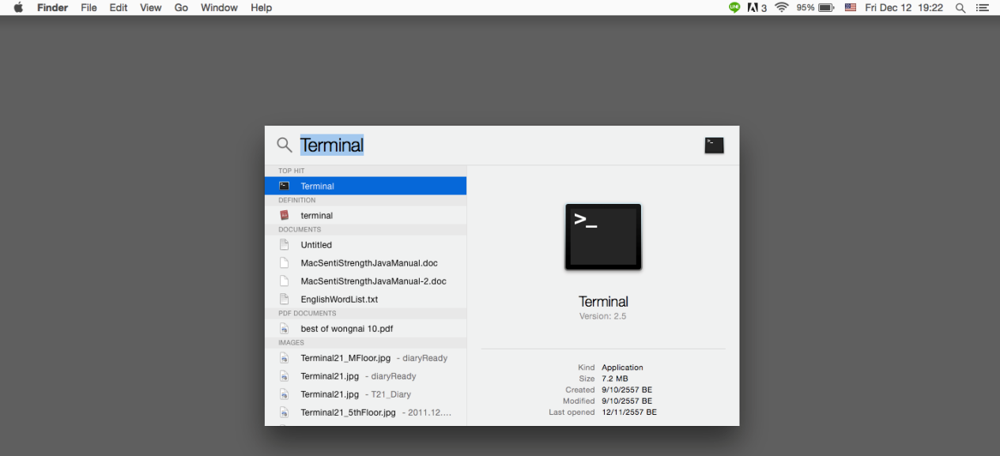 Finder File Edit View Go Window Help LINE 3 95% Fri Dec 12 19:22
Terminal
TOP HIT
Terminal
DEFINITION
terminal
DOCUMENTS
Untitled
MacSentiStrengthJavaManual.doc
MacSentiStrengthJavaManual-2.doc
EnglishWordList.txt
PDF DOCUMENTS
best of wongnai 10.pdf
IMAGES
Terminal21_MFloor.jpg - diaryReady
Terminal21.jpg - diaryReady
Terminal21.jpg - T21_Diary
Terminal21_5thFloor.jpg - 2011.12....
>_
Terminal
Version: 2.5
Kind Application
Size 7.2 MB
Created 9/10/2557 BE
Modified 9/10/2557 BE
Last opened 12/11/2557 BE